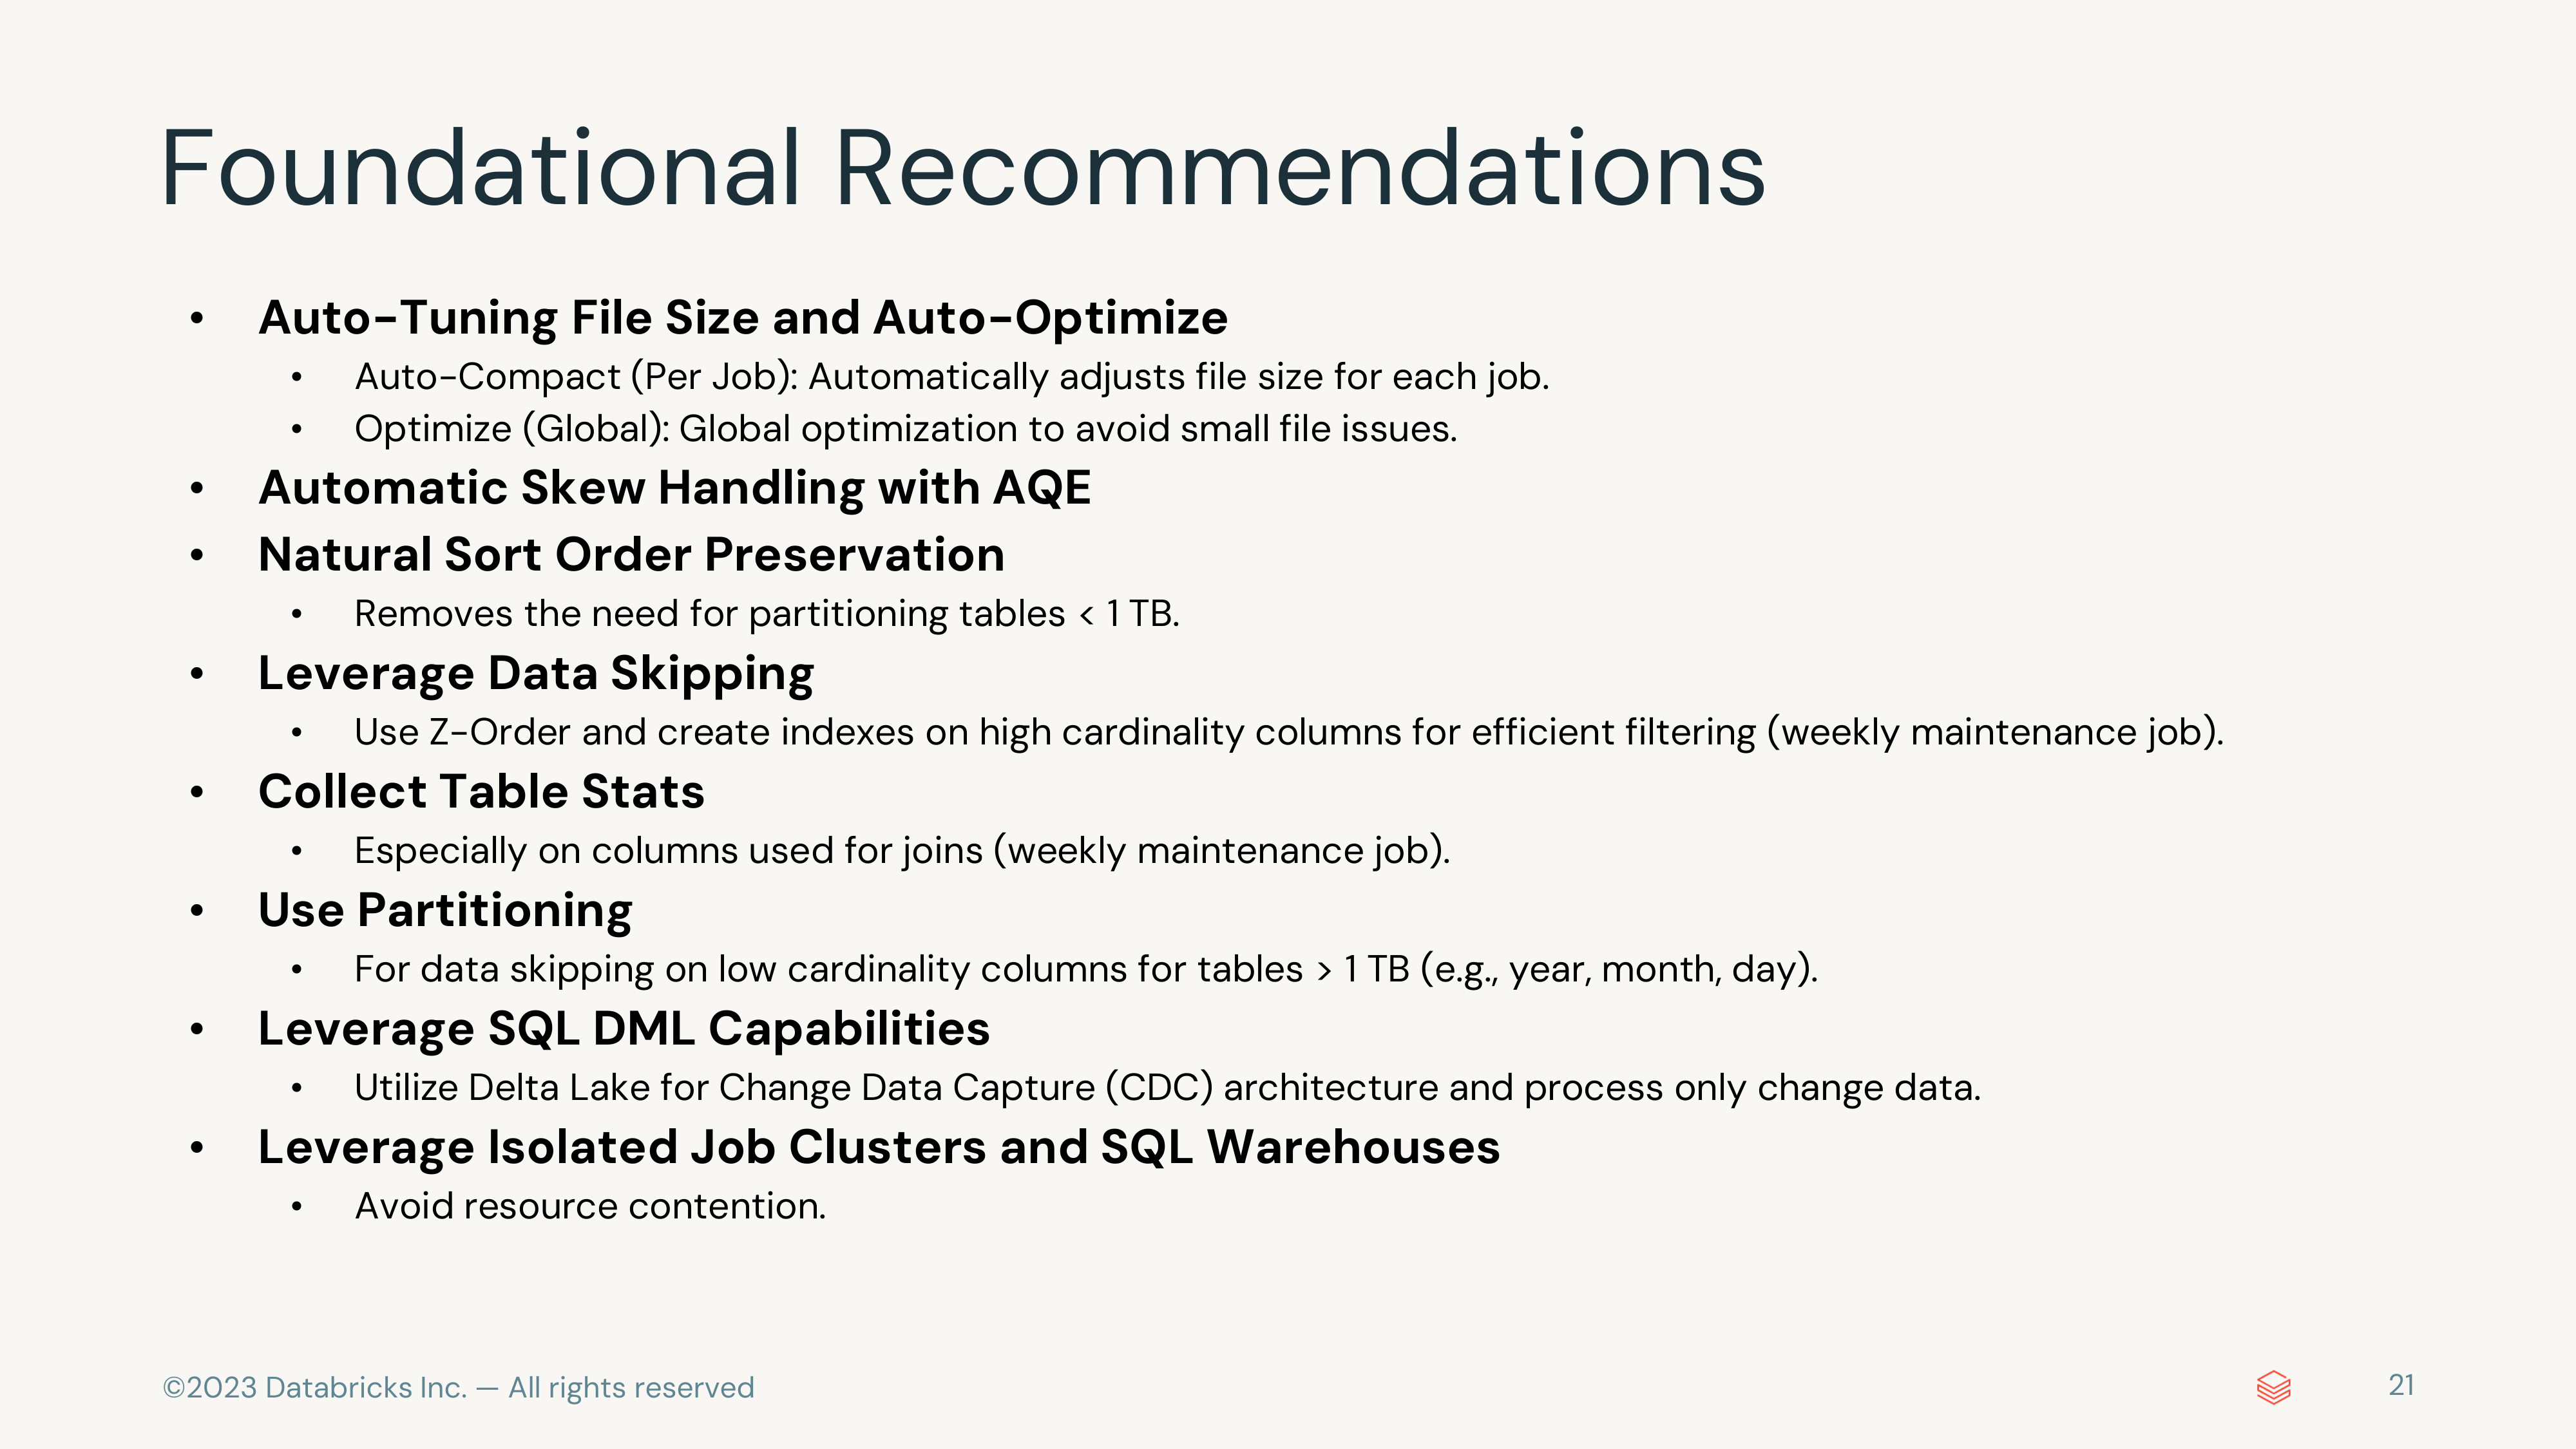 Foundational Recommendations
• Auto-Tuning File Size and Auto-Optimize
• Auto-Compact (Per Job): Automatically adjusts file size for each job.
• Optimize (Global): Global optimization to avoid small file issues.
• Automatic Skew Handling with AQE
• Natural Sort Order Preservation
• Removes the need for partitioning tables < 1 TB.
• Leverage Data Skipping
• Use Z-Order and create indexes on high cardinality columns for efficient filtering (weekly maintenance job).
• Collect Table Stats
• Especially on columns used for joins (weekly maintenance job).
• Use Partitioning
• For data skipping on low cardinality columns for tables > 1 TB (e.g., year, month, day).
• Leverage SQL DML Capabilities
• Utilize Delta Lake for Change Data Capture (CDC) architecture and process only change data.
• Leverage Isolated Job Clusters and SQL Warehouses
• Avoid resource contention.
©2023 Databricks Inc. — All rights reserved
21